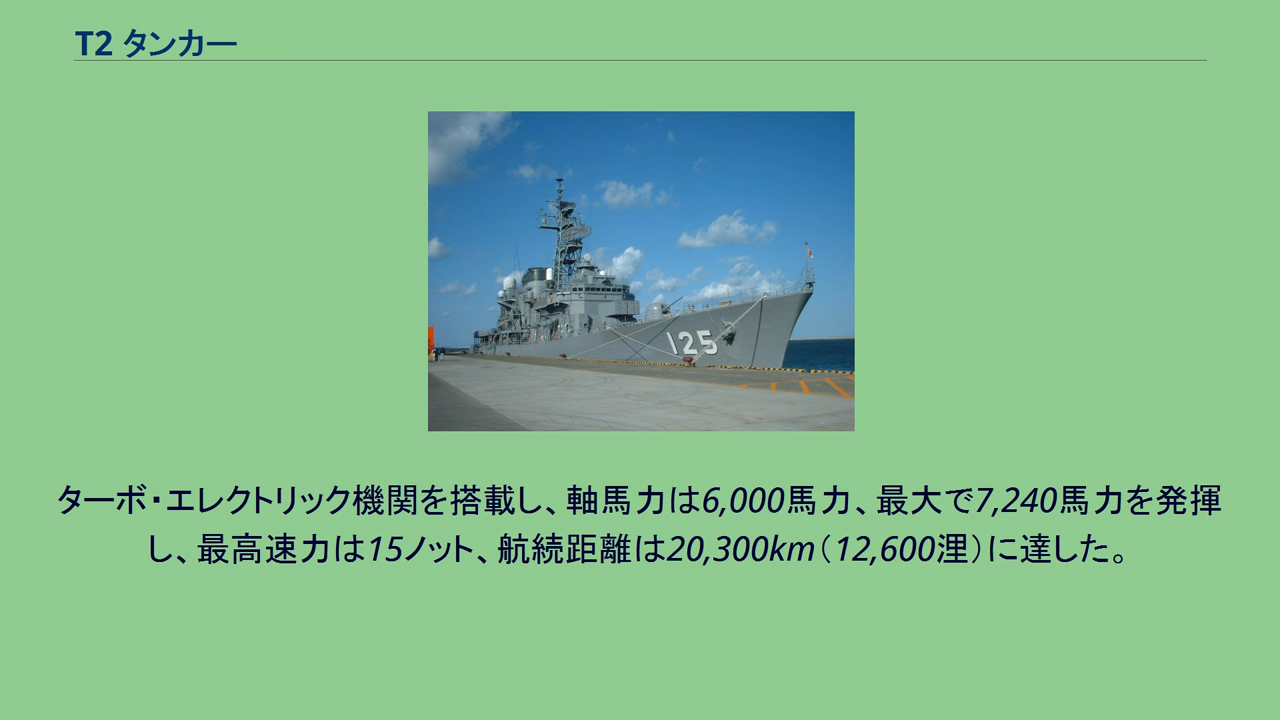 T2 タンカー
125
ターボ・エレクトリック機関を搭載し、軸馬力は6,000馬力、最大で7,240馬力を発揮
し、最高速力は15ノット、航続距離は20,300km（12,600浬）に達した。